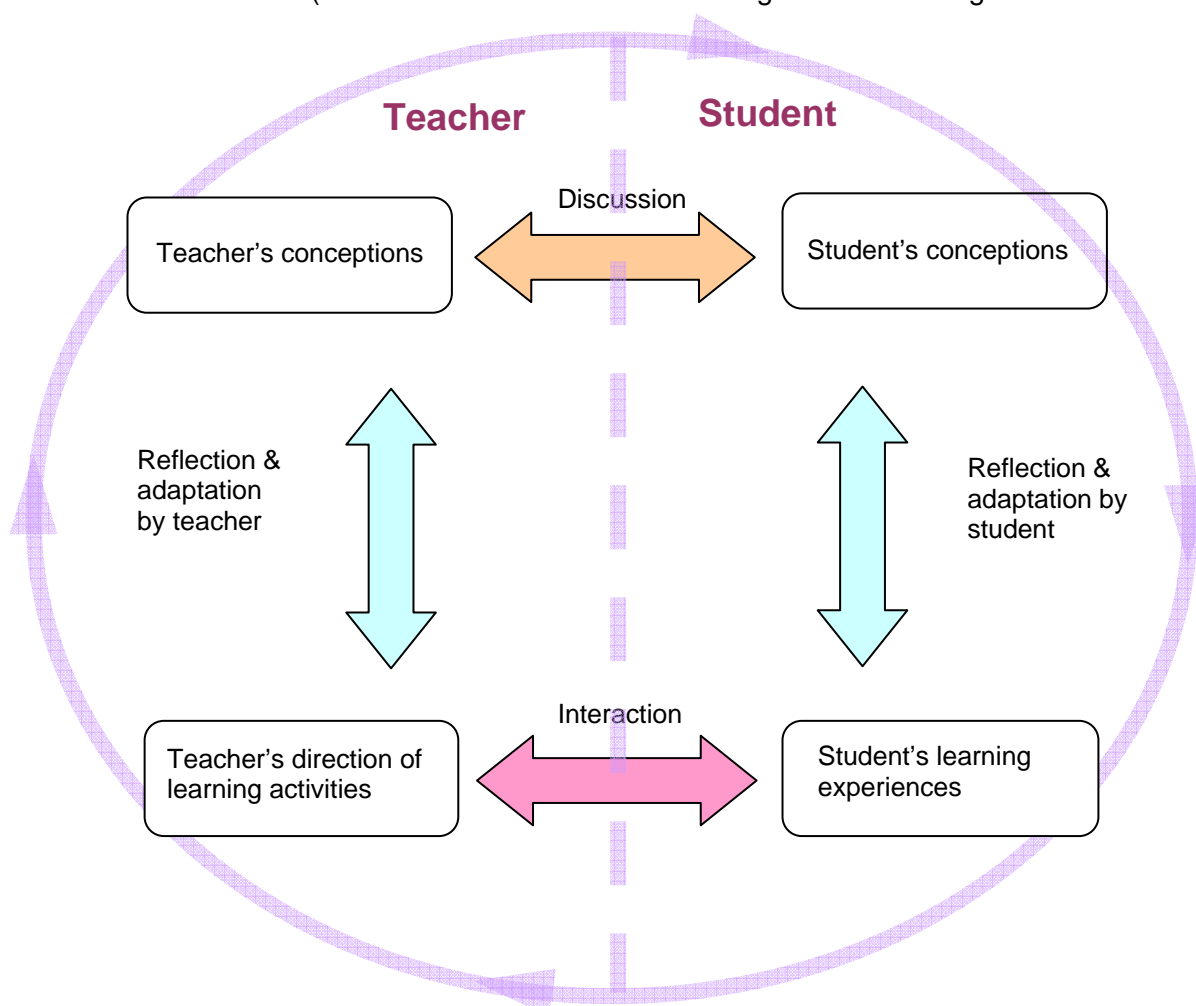 Teacher
Student
Discussion
Teacher’s conceptions
Student’s conceptions
Reflection &
adaptation
by teacher
Reflection &
adaptation by
student
Interaction
Teacher’s direction of
learning activities
Student’s learning
experiences